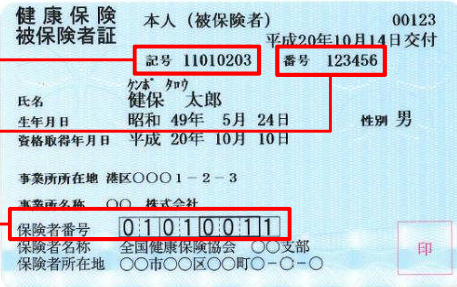 健康保険 本人（被保険者） 00123
被保険者証 平成20年10月14日交付
記号 11010203 番号 123456
ケンポ タロウ
氏名 健保 太郎
生年月日 昭和 49年 5月 24日 性別 男
資格取得年月日 平成 20年 10月 10日
事業所所在地 港区〇〇〇1－2－3
事業所名称 〇〇 株式会社
保険者番号 01010011
保険者名称 全国健康保険協会 〇〇支部
保険者所在地 〇〇市〇〇区〇〇町〇－〇－〇
印